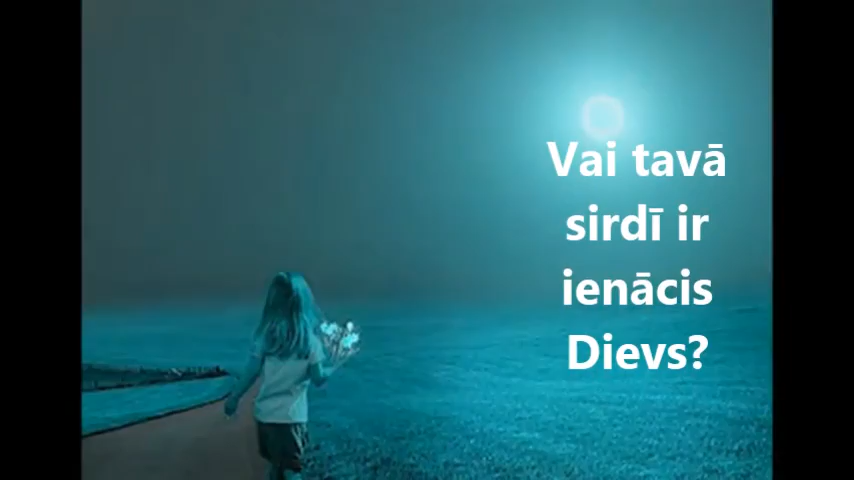 Vai tavā
sirdī ir
ienācis
Dievs?